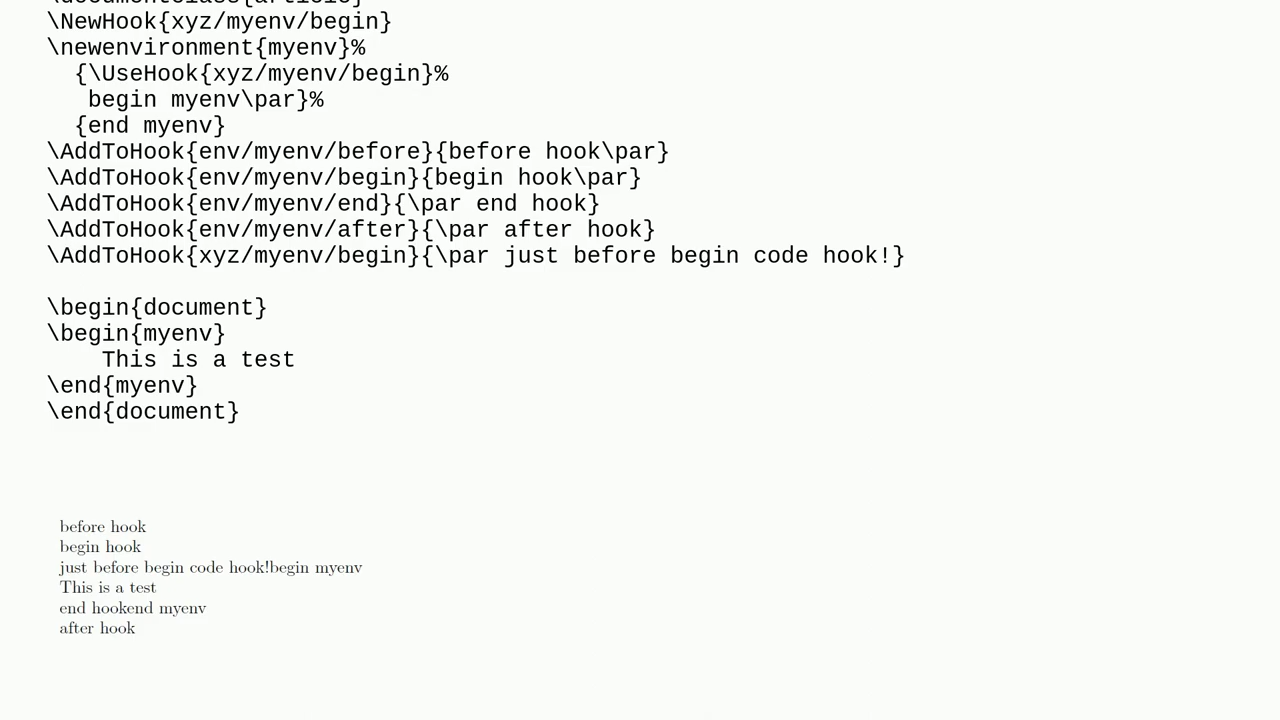 \documentclass{article}
\NewHook{xyz/myenv/begin}
\newenvironment{myenv}%
  {\UseHook{xyz/myenv/begin}%
   begin myenv\par}%
  {end myenv}
\AddToHook{env/myenv/before}{before hook\par}
\AddToHook{env/myenv/begin}{begin hook\par}
\AddToHook{env/myenv/end}{\par end hook}
\AddToHook{env/myenv/after}{\par after hook}
\AddToHook{xyz/myenv/begin}{\par just before begin code hook!}
\begin{document}
\begin{myenv}
    This is a test
\end{myenv}
\end{document}
before hook
begin hook
just before begin code hook!begin myenv
This is a test
end hookend myenv
after hook